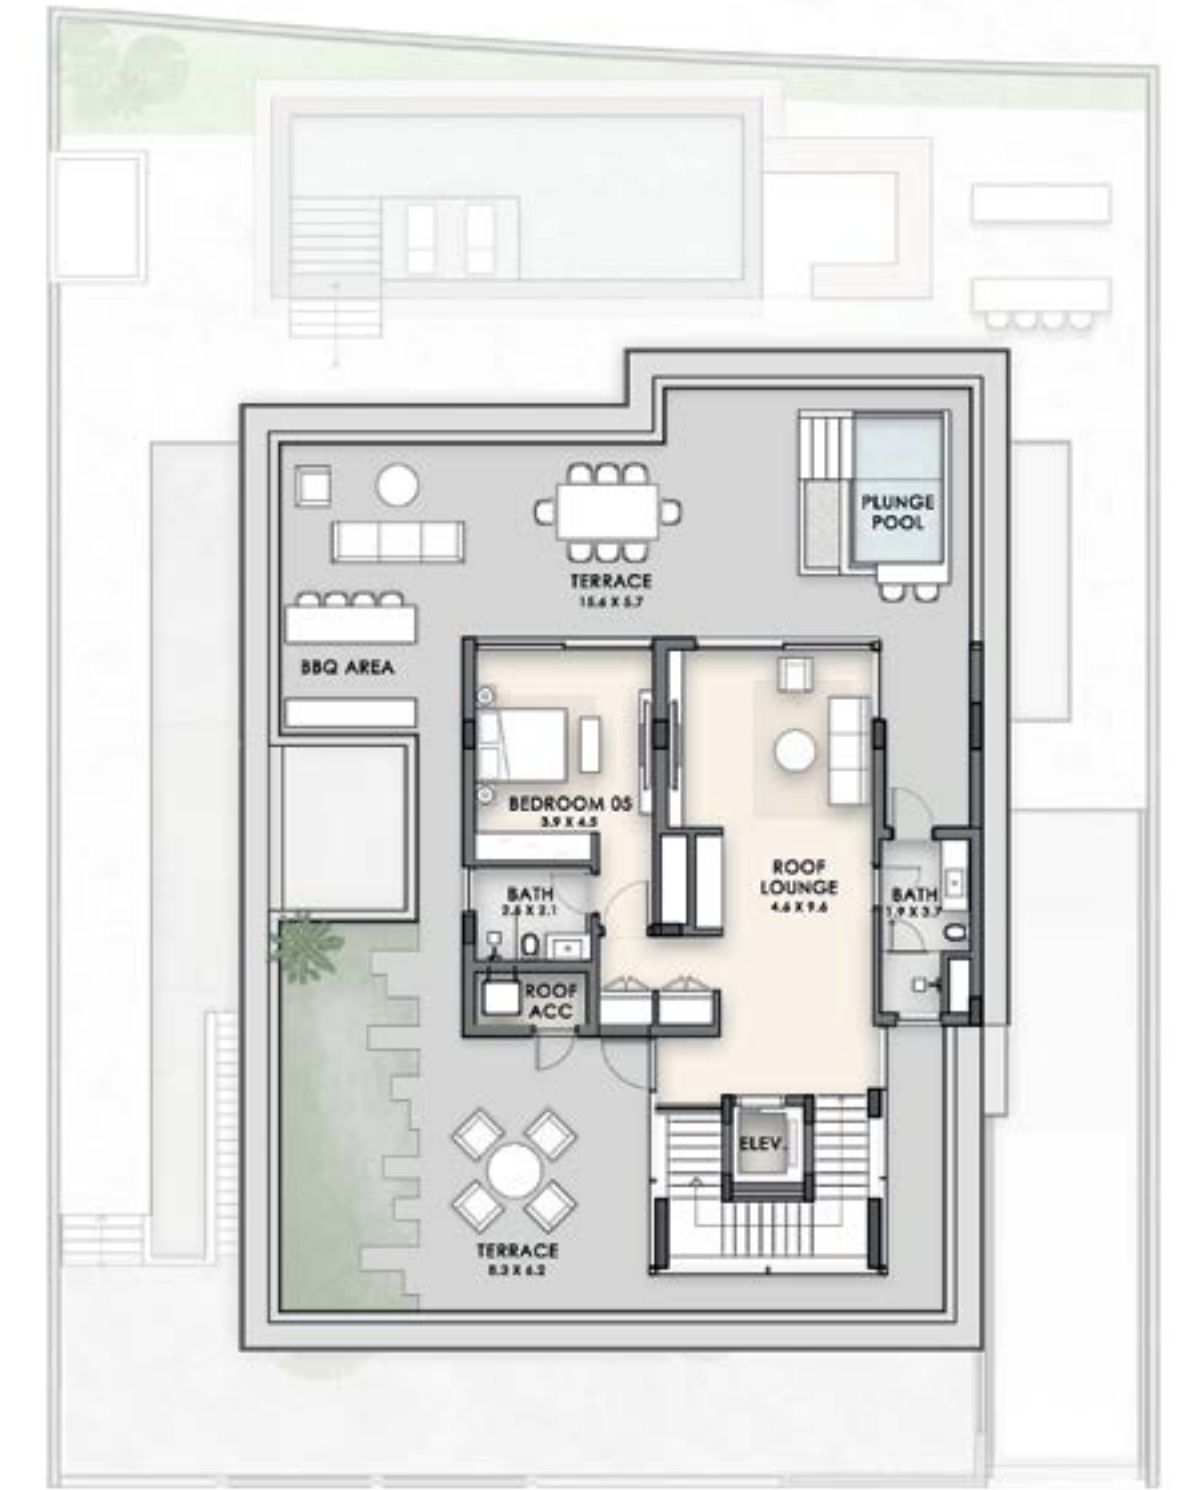 PLUNGE
POOL
TERRACE
15.6 X 5.7
BBQ AREA
BEDROOM 05
3.9 X 4.5
ROOF
LOUNGE
4.6 X 9.6
BATH
2.5 X 2.1
BATH
1.9 X 3.7
ROOF
ACC
ELEV.
TERRACE
8.3 X 6.2